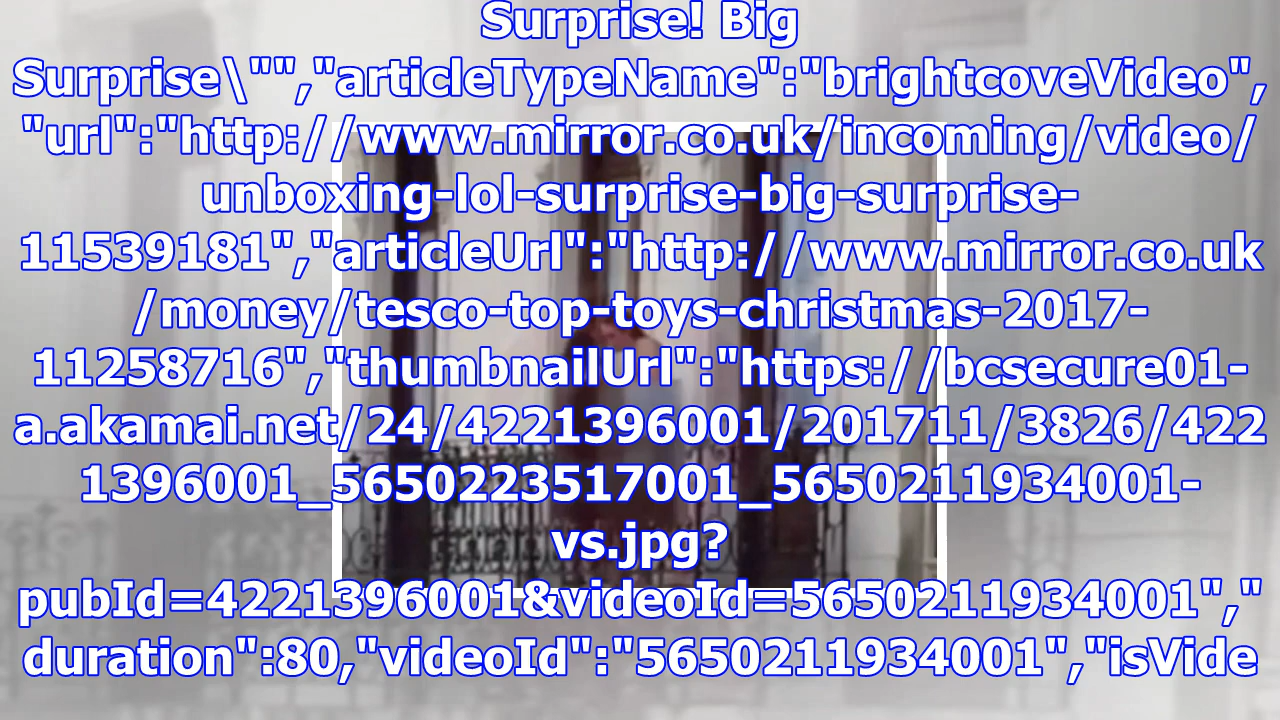 Surprise! Big
Surprise\"","articleTypeName":"brightcoveVideo",
"url":"http://www.mirror.co.uk/incoming/video/
unboxing-lol-surprise-big-surprise-
11539181","articleUrl":"http://www.mirror.co.uk
/money/tesco-top-toys-christmas-2017-
11258716","thumbnailUrl":"https://bcsecure01-
a.akamai.net/24/4221396001/201711/3826/422
1396001_5650223517001_5650211934001-
vs.jpg?
pubId=4221396001&videoId=5650211934001","
duration":80,"videoId":"5650211934001","isVide